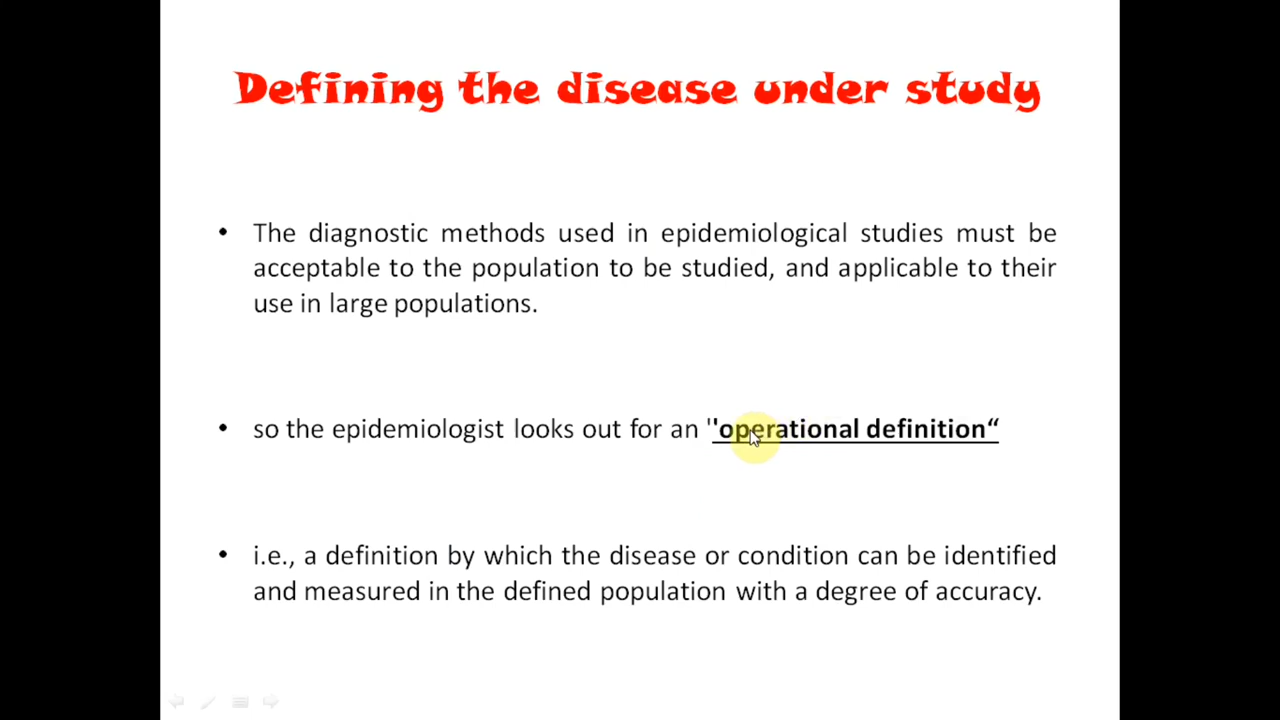 Defining the disease under study
• The diagnostic methods used in epidemiological studies must be
acceptable to the population to be studied, and applicable to their
use in large populations.
• so the epidemiologist looks out for an ''operational definition“
• i.e., a definition by which the disease or condition can be identified
and measured in the defined population with a degree of accuracy.